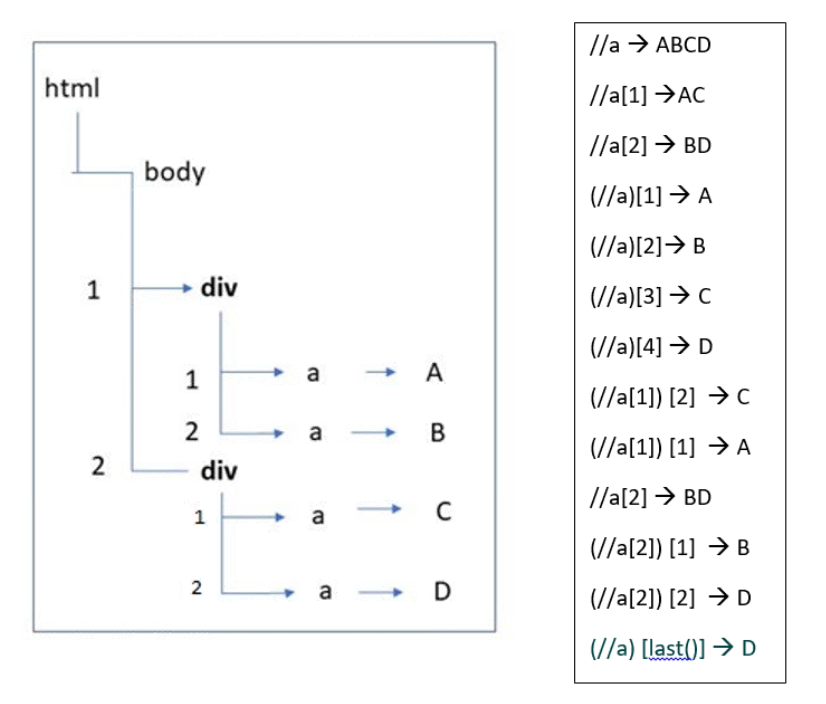 html
body
1 → div
1 → a → A
2 → a → B
2 div
1 → a → C
2 → a → D
//a → ABCD
//a[1] →AC
//a[2] → BD
(//a)[1] → A
(//a)[2]→ B
(//a)[3] → C
(//a)[4] → D
(//a[1]) [2] → C
(//a[1]) [1] → A
//a[2] → BD
(//a[2]) [1] → B
(//a[2]) [2] → D
(//a) [last()] → D